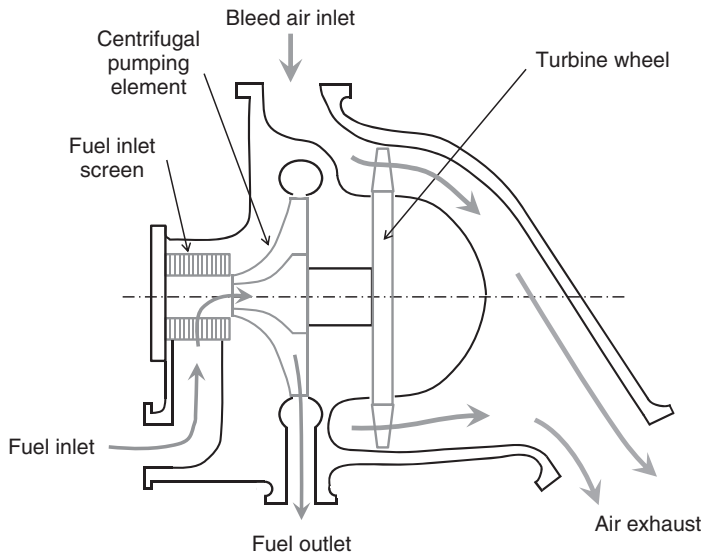 Bleed air inlet
Centrifugal
pumping
element
Turbine wheel
Fuel inlet
screen
Fuel inlet
Air exhaust
Fuel outlet